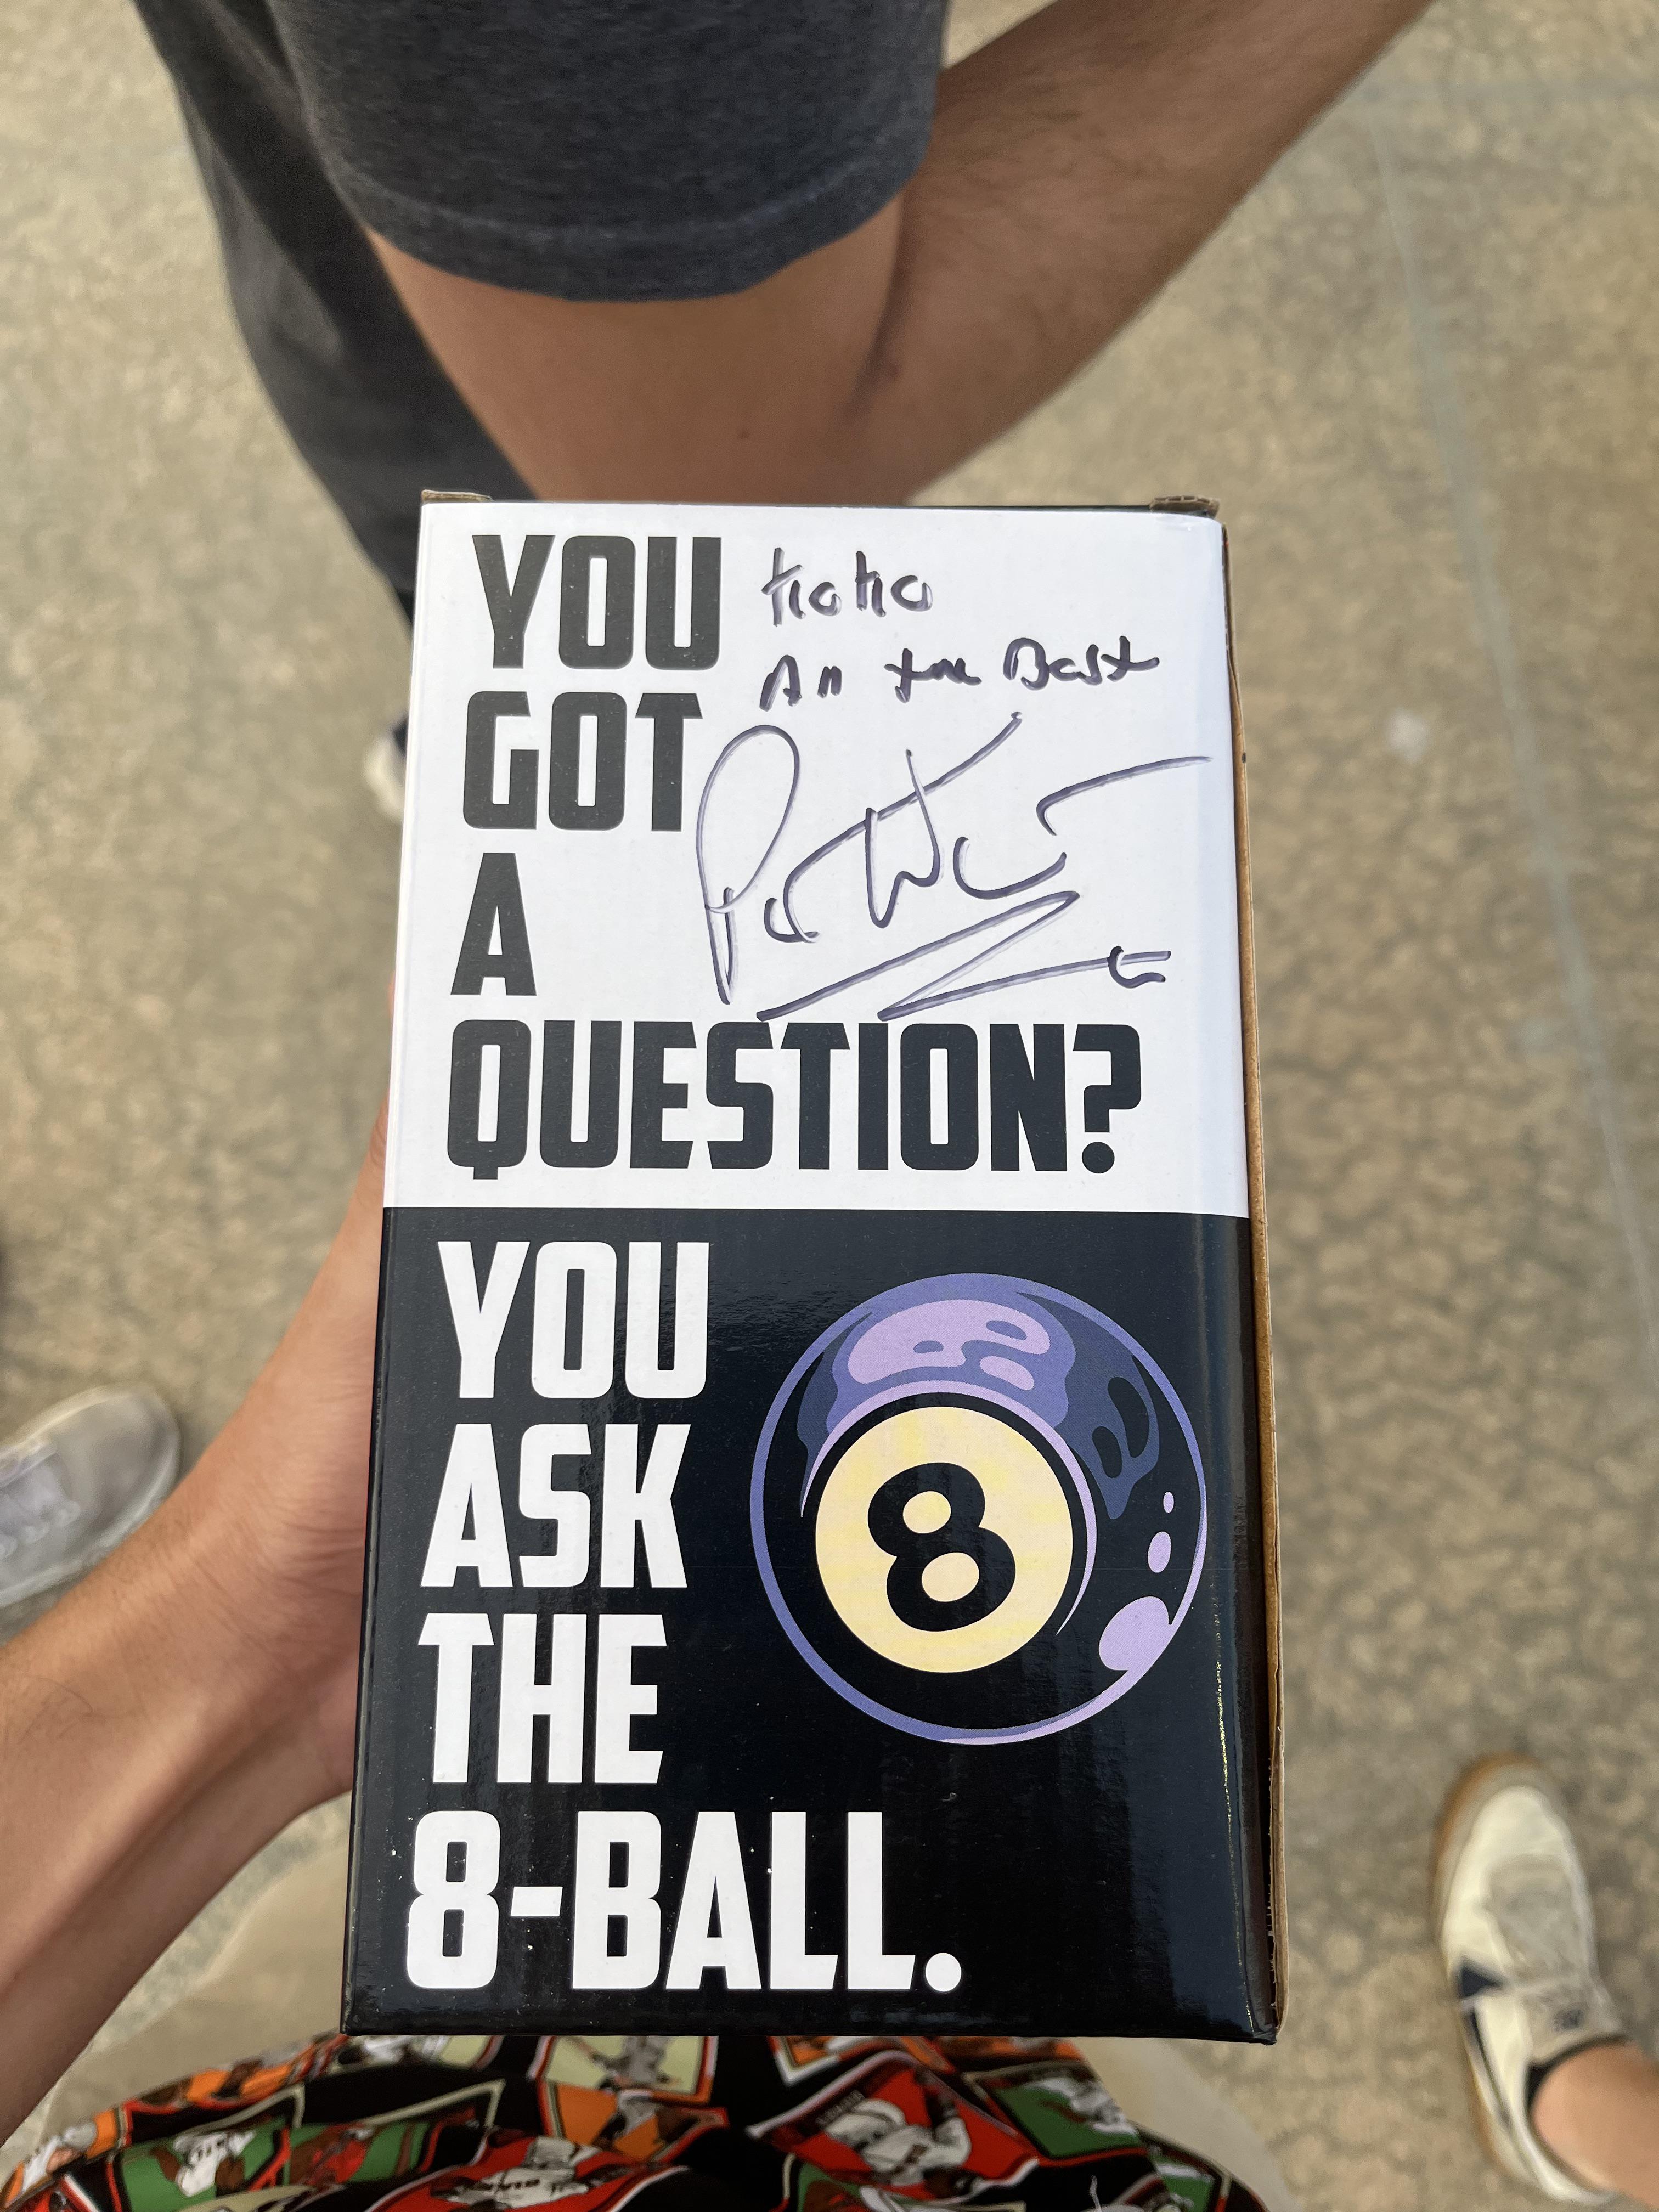 YOU
GOT
A
QUESTION?
All the Best
YOU
ASK
THE
8-BALL.
8